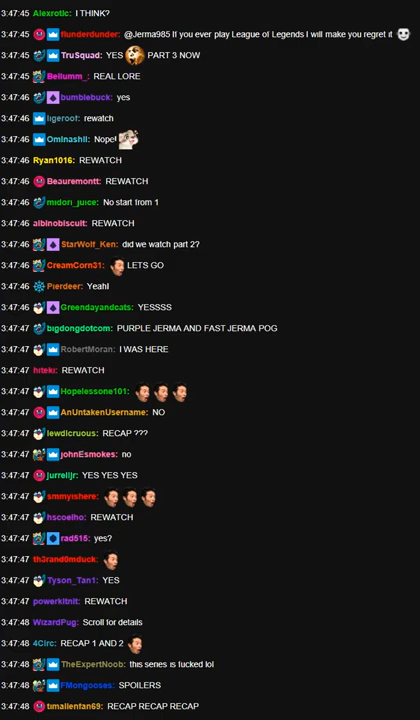 3:47:45 Alexrotic: I THINK?
3:47:45 flunderdunder: @Jerma985 If you ever play League of Legends I will make you regret it
3:47:45 TruSquad: YES PART 3 NOW
3:47:45 Bellumm_: REAL LORE
3:47:46 bumblebuck: yes
3:47:46 ligeroof: rewatch
3:47:46 Ominashii: Nope!
3:47:46 Ryan1016: REWATCH
3:47:46 Beauremontt: REWATCH
3:47:46 midori_juice: No start from 1
3:47:46 albinobiscuit: REWATCH
3:47:46 StarWolf_Ken: did we watch part 2?
3:47:46 CreamCorn31: LETS GO
3:47:46 Pierdeer: Yeah!
3:47:46 Greendayandcats: YESSSS
3:47:47 bigdongdotcom: PURPLE JERMA AND FAST JERMA POG
3:47:47 RobertMoran: I WAS HERE
3:47:47 hiteki: REWATCH
3:47:47 Hopelessone101:
3:47:47 AnUntakenUsername: NO
3:47:47 lewdicruous: RECAP ???
3:47:47 johnEsmokes: no
3:47:47 jurrelljr: YES YES YES
3:47:47 smmyishere:
3:47:47 hscoelho: REWATCH
3:47:47 rad515: yes?
3:47:47 th3rand0mduck:
3:47:47 Tyson_Tan1: YES
3:47:47 powerkitnit: REWATCH
3:47:48 WizardPug: Scroll for details
3:47:48 4Circ: RECAP 1 AND 2
3:47:48 TheExpertNoob: this series is fucked lol
3:47:48 FMongooses: SPOILERS
3:47:48 timallenfan69: RECAP RECAP RECAP